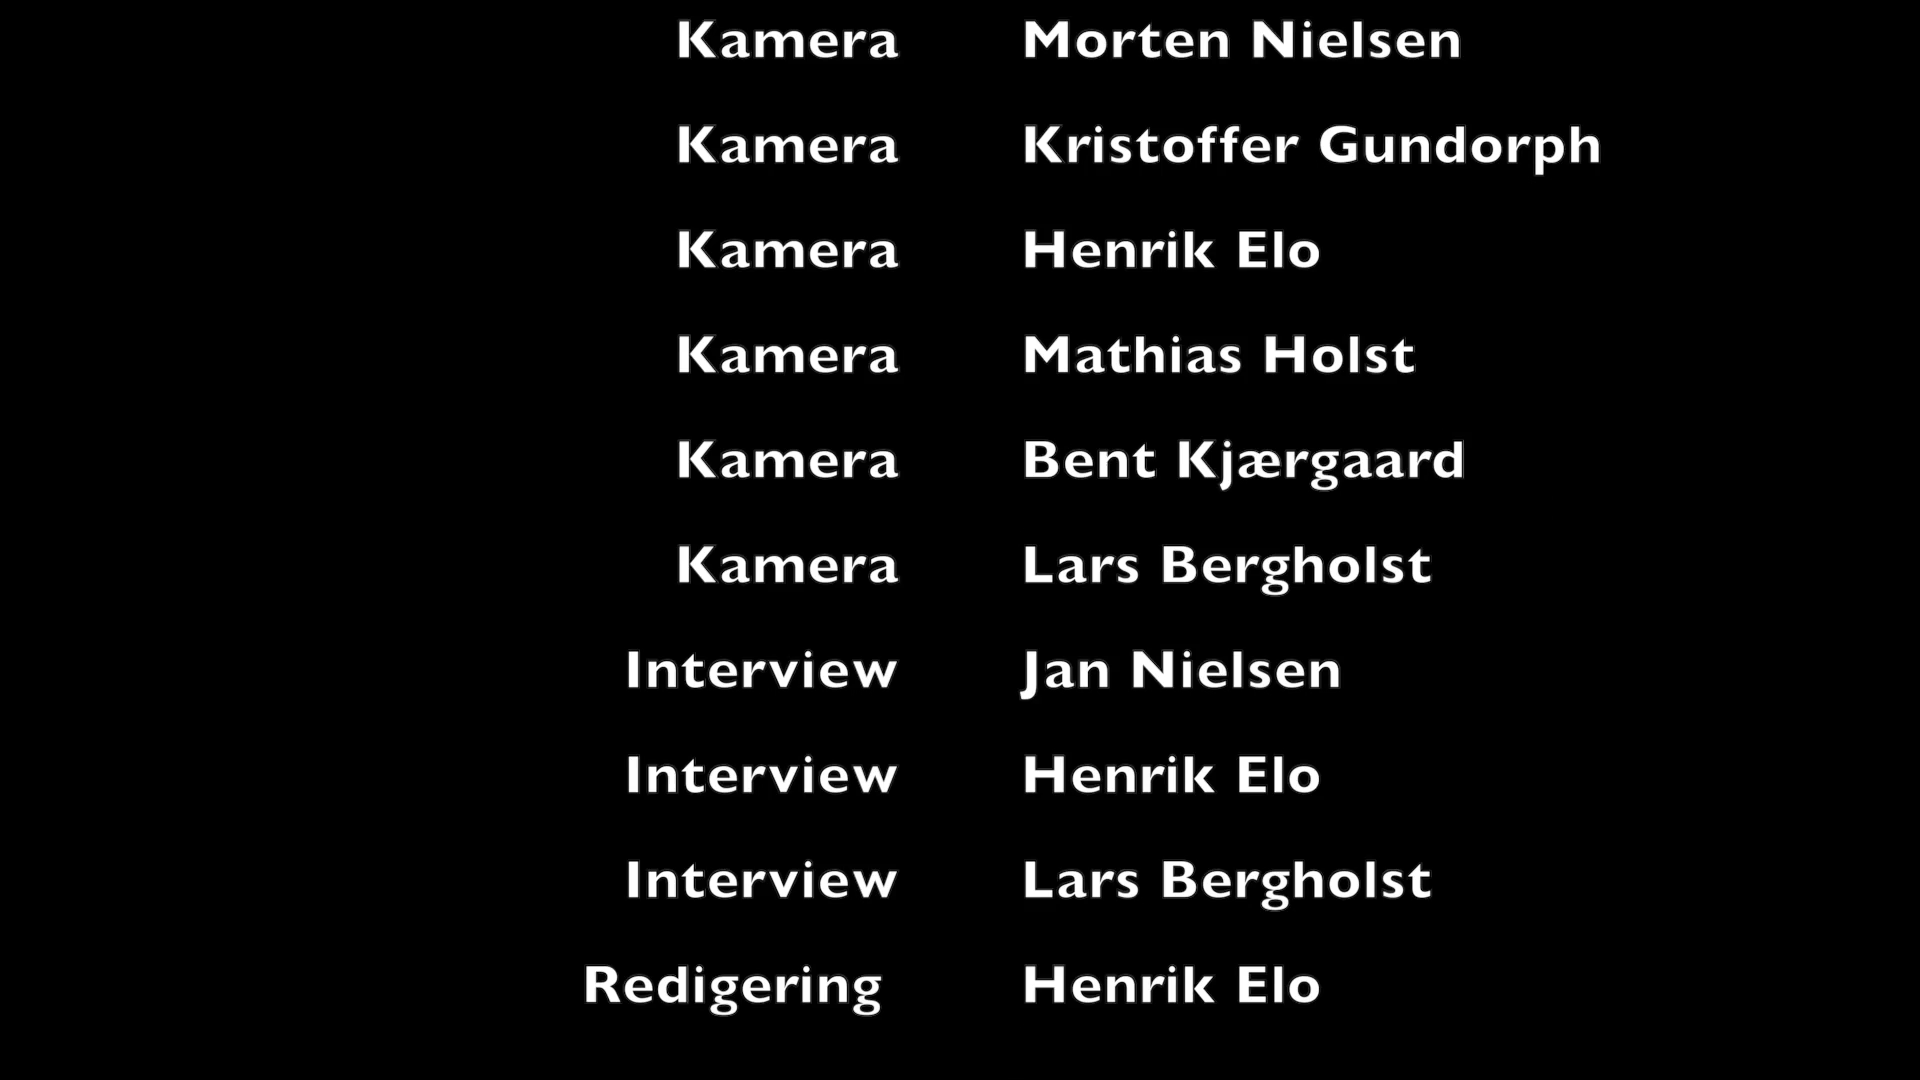 Kamera Morten Nielsen
Kamera Kristoffer Gundorph
Kamera Henrik Elo
Kamera Mathias Holst
Kamera Bent Kjærgaard
Kamera Lars Bergholst
Interview Jan Nielsen
Interview Henrik Elo
Interview Lars Bergholst
Redigering Henrik Elo